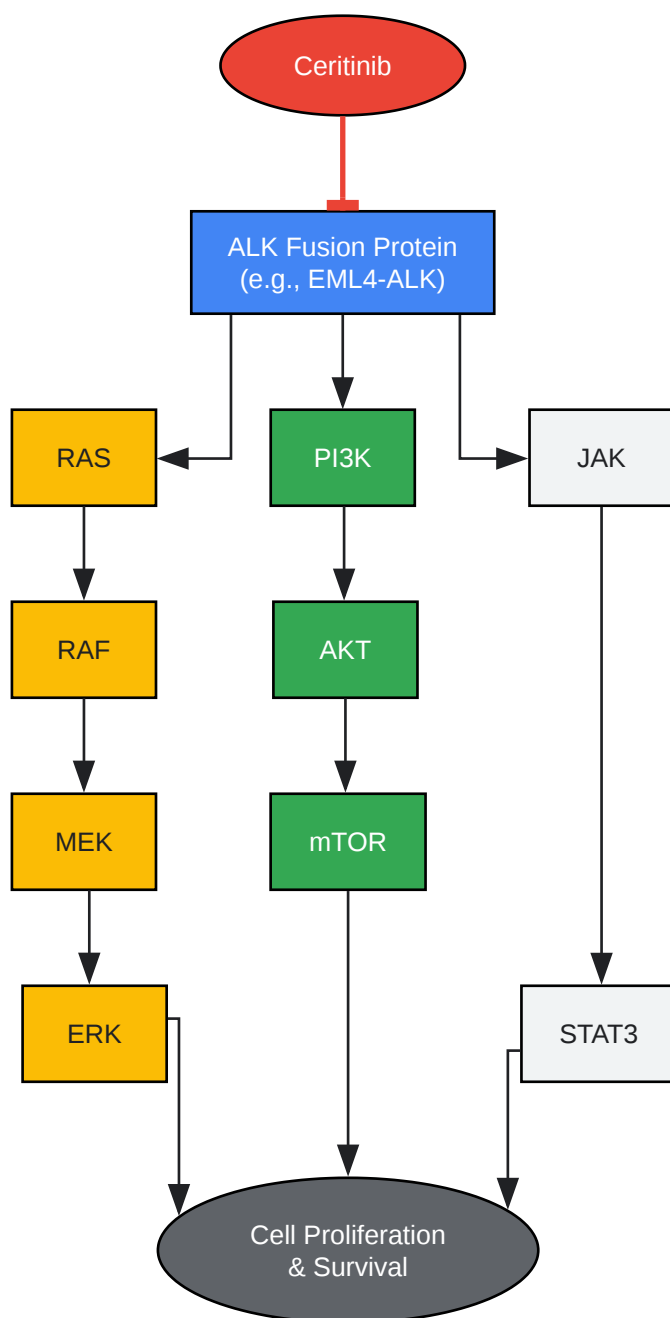 Ceritinib
ALK Fusion Protein
(e.g., EML4-ALK)
RAS
PI3K
JAK
RAF
AKT
MEK
mTOR
ERK
STAT3
Cell Proliferation
& Survival